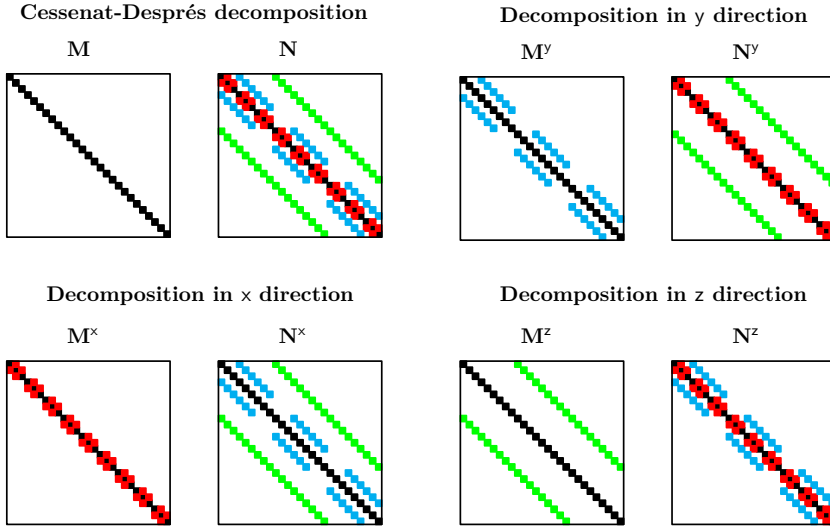 Cessenat-Després decomposition
M N
Decomposition in y direction
Mʸ Nʸ
Decomposition in x direction
Mˣ Nˣ
Decomposition in z direction
Mᶻ Nᶻ